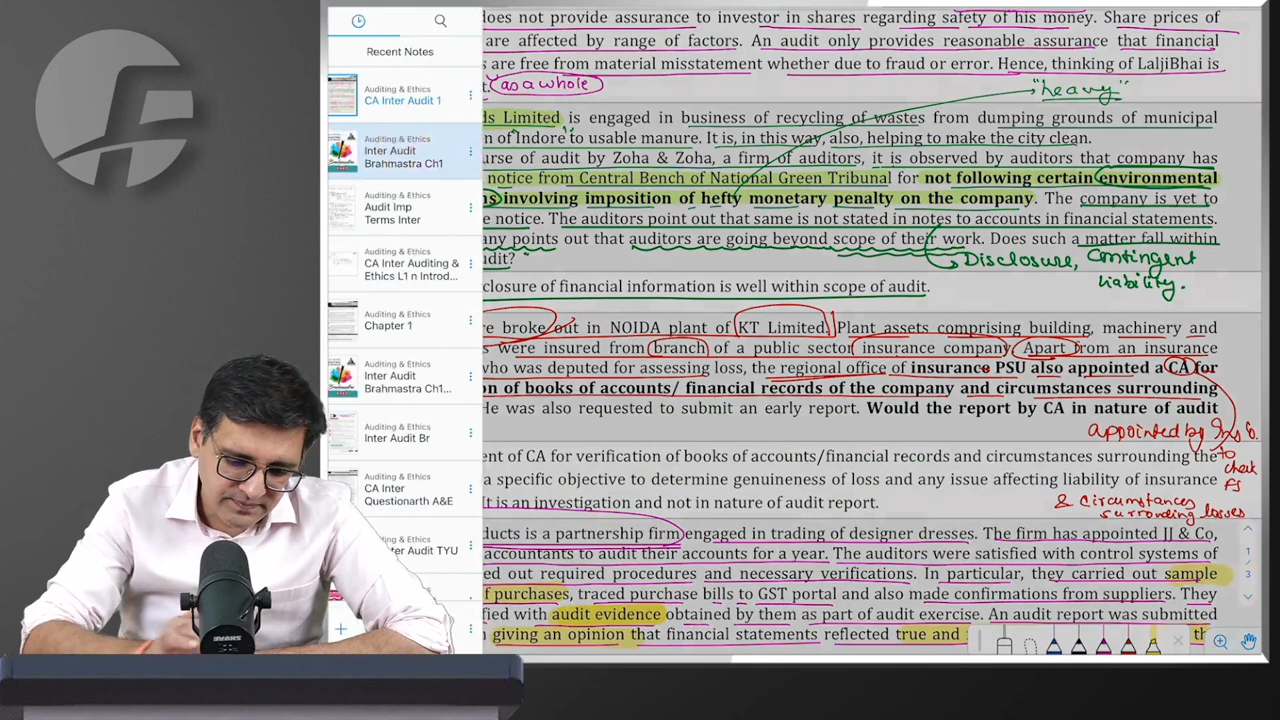 Recent Notes
Auditing & Ethics
CA Inter Audit 1
Auditing & Ethics
Inter Audit
Brahmastra Ch1
Auditing & Ethics
Audit Imp
Terms Inter
Auditing & Ethics
CA Inter Auditing &
Ethics L1 n Introd...
Auditing & Ethics
Chapter 1
Auditing & Ethics
Inter Audit
Brahmastra Ch1...
Auditing & Ethics
Inter Audit Br
Auditing & Ethics
CA Inter
Questionarth A&E
Auditing & Ethics
ter Audit TYU
does not provide assurance to investor in shares regarding safety of his money. Share prices of
are affected by range of factors. An audit only provides reasonable assurance that financial
s are free from material misstatement whether due to fraud or error. Hence, thinking of LaljiBhai is
t. as a whole
"heavy"
ds Limited is engaged in business of recycling of wastes from dumping grounds of municipal
n of Indore to usable manure. It is, in way, also, helping to make the city clean.
urse of audit by Zoha & Zoha, a firm of auditors, it is observed by auditors that company has
notice from Central Bench of National Green Tribunal for not following certain environmental
ns involving imposition of hefty monetary penalty on the company. The company is yet to
e notice. The auditors point out that same is not stated in notes to accounts in financial statements.
any points out that auditors are going beyond scope of their work. Does such a matter fall within
udit?
Disclosure, Contingent
liability.
closure of financial information is well within scope of audit.
re broke out in NOIDA plant of KT Limited. Plant assets comprising building, machinery and
s were insured from branch of a public sector insurance company. Apart from an insurance
who was deputed for assessing loss, the regional office of insurance PSU also appointed a CA for
n of books of accounts/ financial records of the company and circumstances surrounding
He was also requested to submit an early report. Would the report by CA in nature of audit
appointed by Ins Co.
to
check
FS
& circumstances
surrounding losses
ent of CA for verification of books of accounts/financial records and circumstances surrounding the
a specific objective to determine genuineness of loss and any issue affecting liablity of insurance
It is an investigation and not in nature of audit report.
ducts is a partnership firm engaged in trading of designer dresses. The firm has appointed JJ & Co,
accountants to audit their accounts for a year. The auditors were satisfied with control systems of
ed out required procedures and necessary verifications. In particular, they carried out sample
f purchases, traced purchase bills to GST portal and also made confirmations from suppliers. They
fied with audit evidence obtained by them as part of audit exercise. An audit report was submitted
giving an opinion that financial statements reflected true and
th
1
3
SHURE